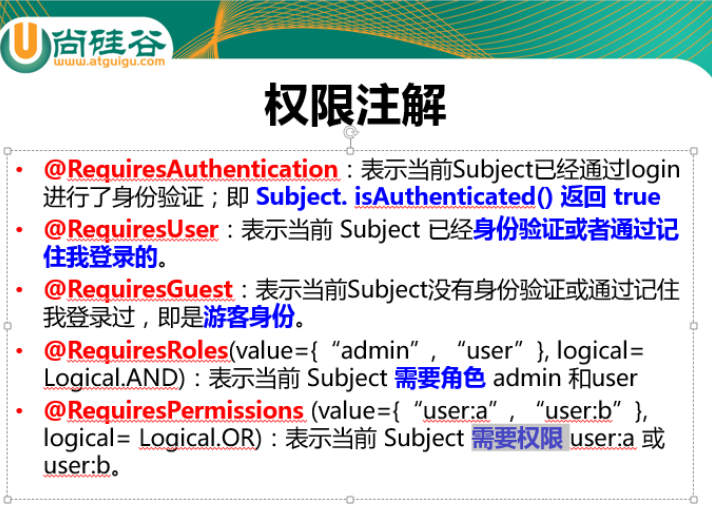 尚硅谷
www.atguigu.com
权限注解
• @RequiresAuthentication：表示当前Subject已经通过login
进行了身份验证；即 Subject. isAuthenticated() 返回 true
• @RequiresUser：表示当前 Subject 已经身份验证或者通过记
住我登录的。
• @RequiresGuest：表示当前Subject没有身份验证或通过记住
我登录过，即是游客身份。
• @RequiresRoles(value={“admin”, “user”}, logical=
Logical.AND)：表示当前 Subject 需要角色 admin 和user
• @RequiresPermissions (value={“user:a”, “user:b”},
logical= Logical.OR)：表示当前 Subject 需要权限 user:a 或
user:b。